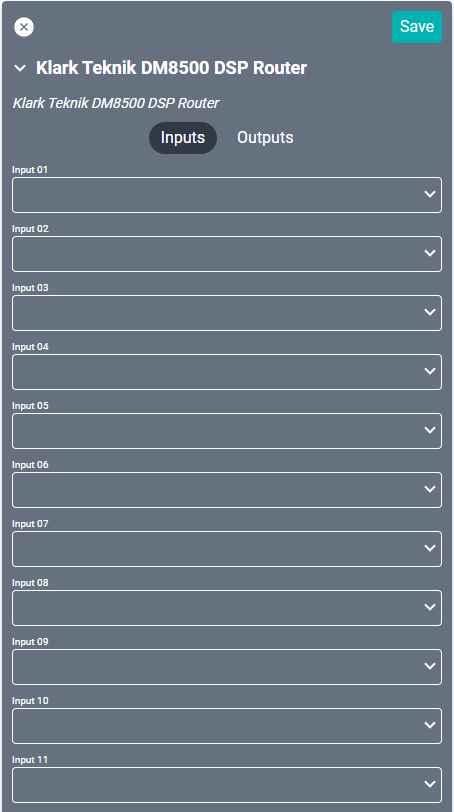 Save
Klark Teknik DM8500 DSP Router
Klark Teknik DM8500 DSP Router
Inputs Outputs
Input 01
Input 02
Input 03
Input 04
Input 05
Input 06
Input 07
Input 08
Input 09
Input 10
Input 11